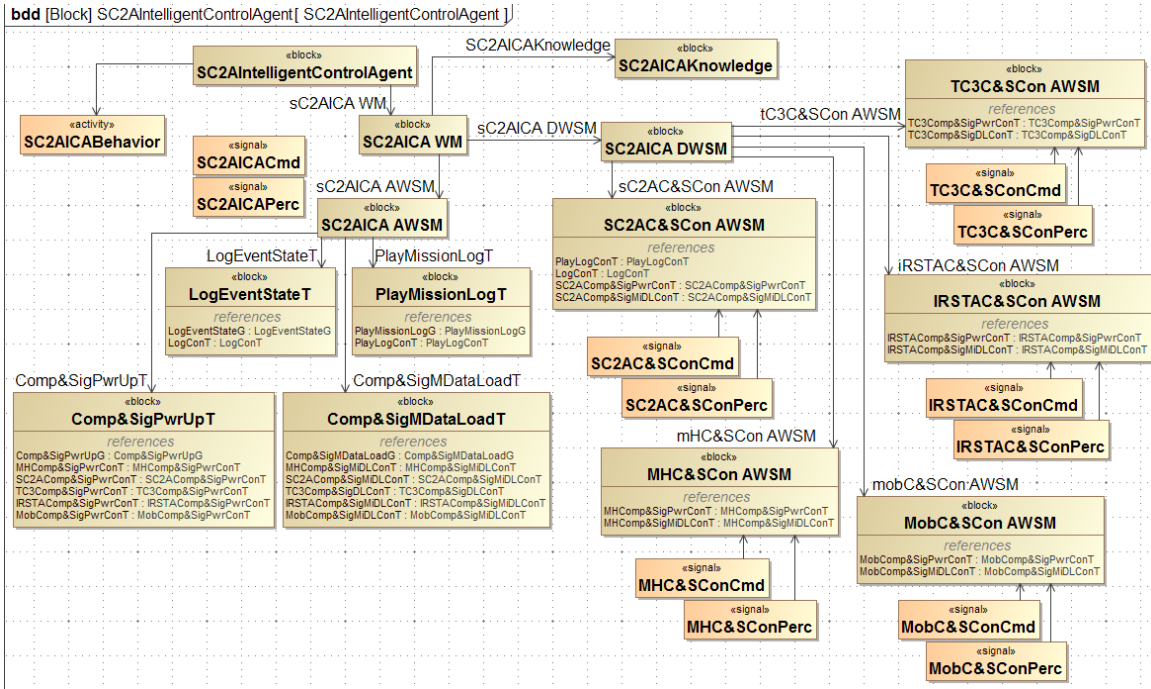 bdd [Block] SC2AIntelligentControlAgent[ SC2AIntelligentControlAgent ]
«block»
SC2AIntelligentControlAgent
SC2AICAKnowledge
«block»
SC2AICAKnowledge
«activity»
SC2AICABehavior
sC2AICA WM
«block»
SC2AICA WM
«signal»
SC2AICACmd
«signal»
SC2AICAPerc
sC2AICA DWSM
«block»
SC2AICA DWSM
sC2AICA AWSM
«block»
SC2AICA AWSM
LogEventStateT
«block»
LogEventStateT
references
LogEventStateG : LogEventStateG
LogConT : LogConT
PlayMissionLogT
«block»
PlayMissionLogT
references
PlayMissionLogG : PlayMissionLogG
PlayLogConT : PlayLogConT
Comp&SigPwrUpT
«block»
Comp&SigPwrUpT
references
Comp&SigPwrUpG : Comp&SigPwrUpG
MHComp&SigPwrConT : MHComp&SigPwrConT
SC2AComp&SigPwrConT : SC2AComp&SigPwrConT
TC3Comp&SigPwrConT : TC3Comp&SigPwrConT
IRSTAComp&SigPwrConT : IRSTAComp&SigPwrConT
MobComp&SigPwrConT : MobComp&SigPwrConT
Comp&SigMDataLoadT
«block»
Comp&SigMDataLoadT
references
Comp&SigMDataLoadG : Comp&SigMDataLoadG
MHComp&SigMiDLConT : MHComp&SigMiDLConT
SC2AComp&SigMiDLConT : SC2AComp&SigMiDLConT
TC3Comp&SigDLConT : TC3Comp&SigDLConT
IRSTAComp&SigMiDLConT : IRSTAComp&SigMiDLConT
MobComp&SigMiDLConT : MobComp&SigMiDLConT
sC2AC&SCon AWSM
«block»
SC2AC&SCon AWSM
references
PlayLogConT : PlayLogConT
LogConT : LogConT
SC2AComp&SigPwrConT : SC2AComp&SigPwrConT
SC2AComp&SigMiDLConT : SC2AComp&SigMiDLConT
«signal»
SC2AC&SConCmd
«signal»
SC2AC&SConPerc
mHC&SCon AWSM
«block»
MHC&SCon AWSM
references
MHComp&SigPwrConT : MHComp&SigPwrConT
MHComp&SigMiDLConT : MHComp&SigMiDLConT
«signal»
MHC&SConCmd
«signal»
MHC&SConPerc
tC3C&SCon AWSM
«block»
TC3C&SCon AWSM
references
TC3Comp&SigPwrConT : TC3Comp&SigPwrConT
TC3Comp&SigDLConT : TC3Comp&SigDLConT
«signal»
TC3C&SConCmd
«signal»
TC3C&SConPerc
iRSTAC&SCon AWSM
«block»
IRSTAC&SCon AWSM
references
IRSTAComp&SigPwrConT : IRSTAComp&SigPwrConT
IRSTAComp&SigMiDLConT : IRSTAComp&SigMiDLConT
«signal»
IRSTAC&SConCmd
«signal»
IRSTAC&SConPerc
mobC&SCon AWSM
«block»
MobC&SCon AWSM
references
MobComp&SigPwrConT : MobComp&SigPwrConT
MobComp&SigMiDLConT : MobComp&SigMiDLConT
«signal»
MobC&SConCmd
«signal»
MobC&SConPerc